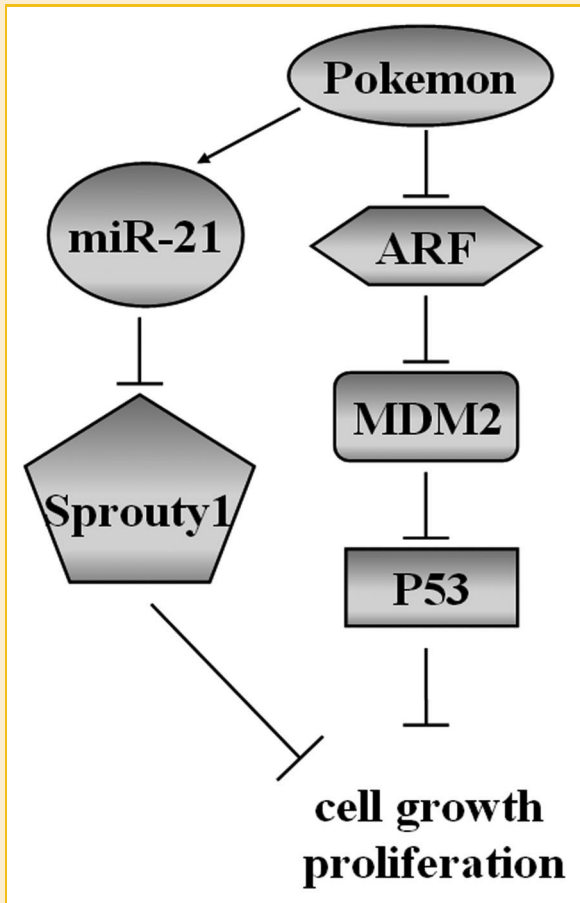 Pokemon
miR-21
ARF
MDM2
Sprouty1
P53
cell growth
proliferation